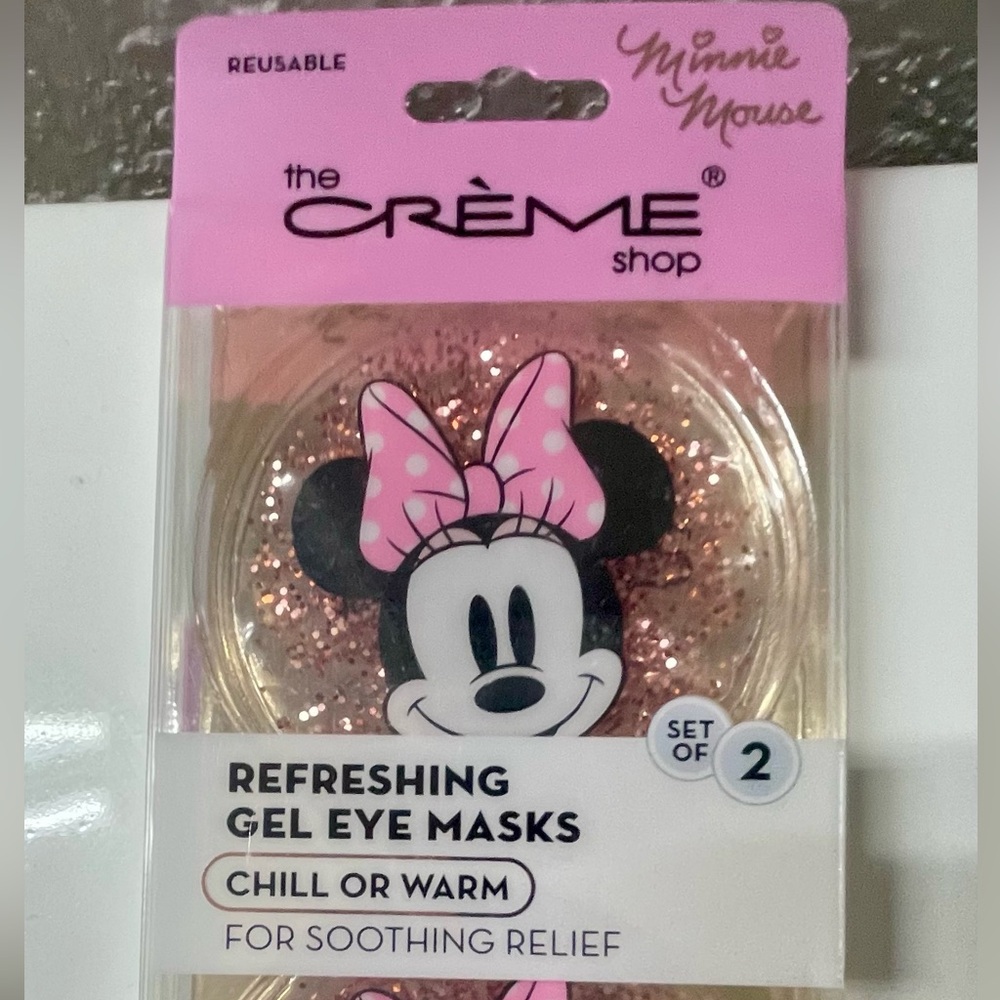 REUSABLE
Minnie
Mouse
the
CRÈME®
shop
SET
OF
2
REFRESHING
GEL EYE MASKS
CHILL OR WARM
FOR SOOTHING RELIEF